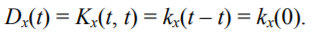 Dₓ(t) = Kₓ(t, t) = kₓ(t – t) = kₓ(0).